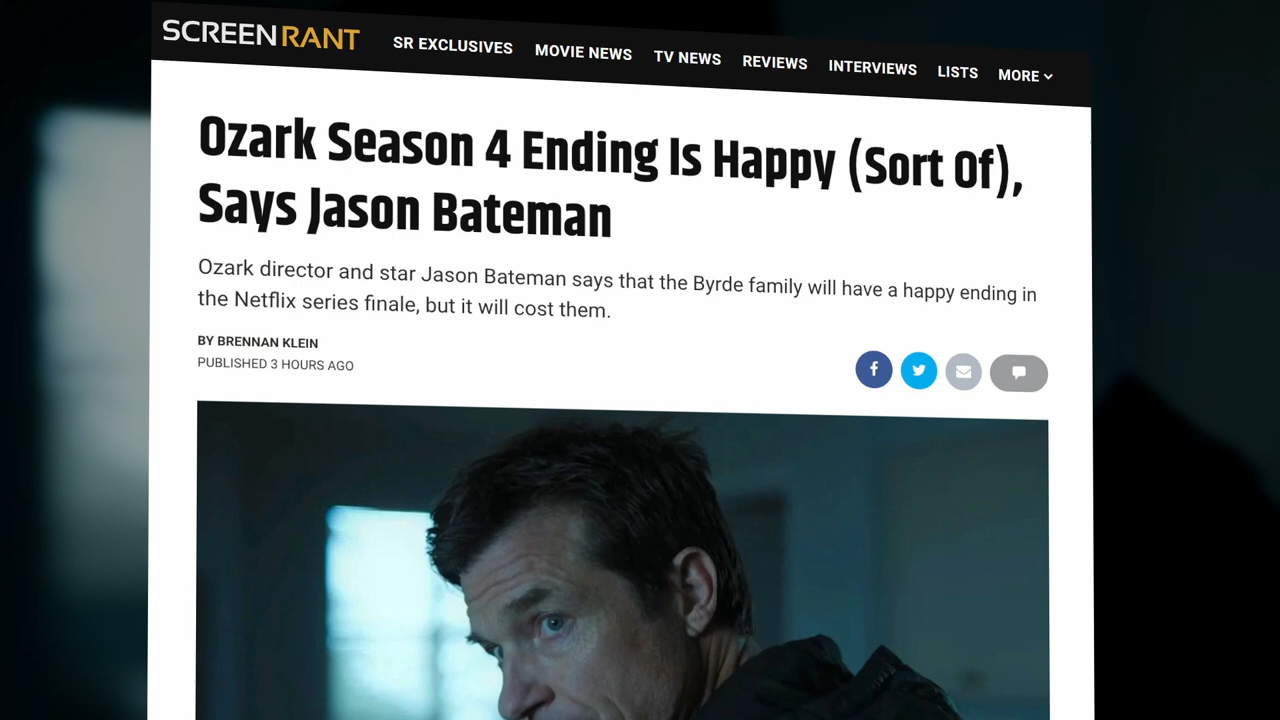 SCREENRANT SR EXCLUSIVES MOVIE NEWS TV NEWS REVIEWS INTERVIEWS LISTS MORE
Ozark Season 4 Ending Is Happy (Sort Of),
Says Jason Bateman
Ozark director and star Jason Bateman says that the Byrde family will have a happy ending in
the Netflix series finale, but it will cost them.
BY BRENNAN KLEIN
PUBLISHED 3 HOURS AGO